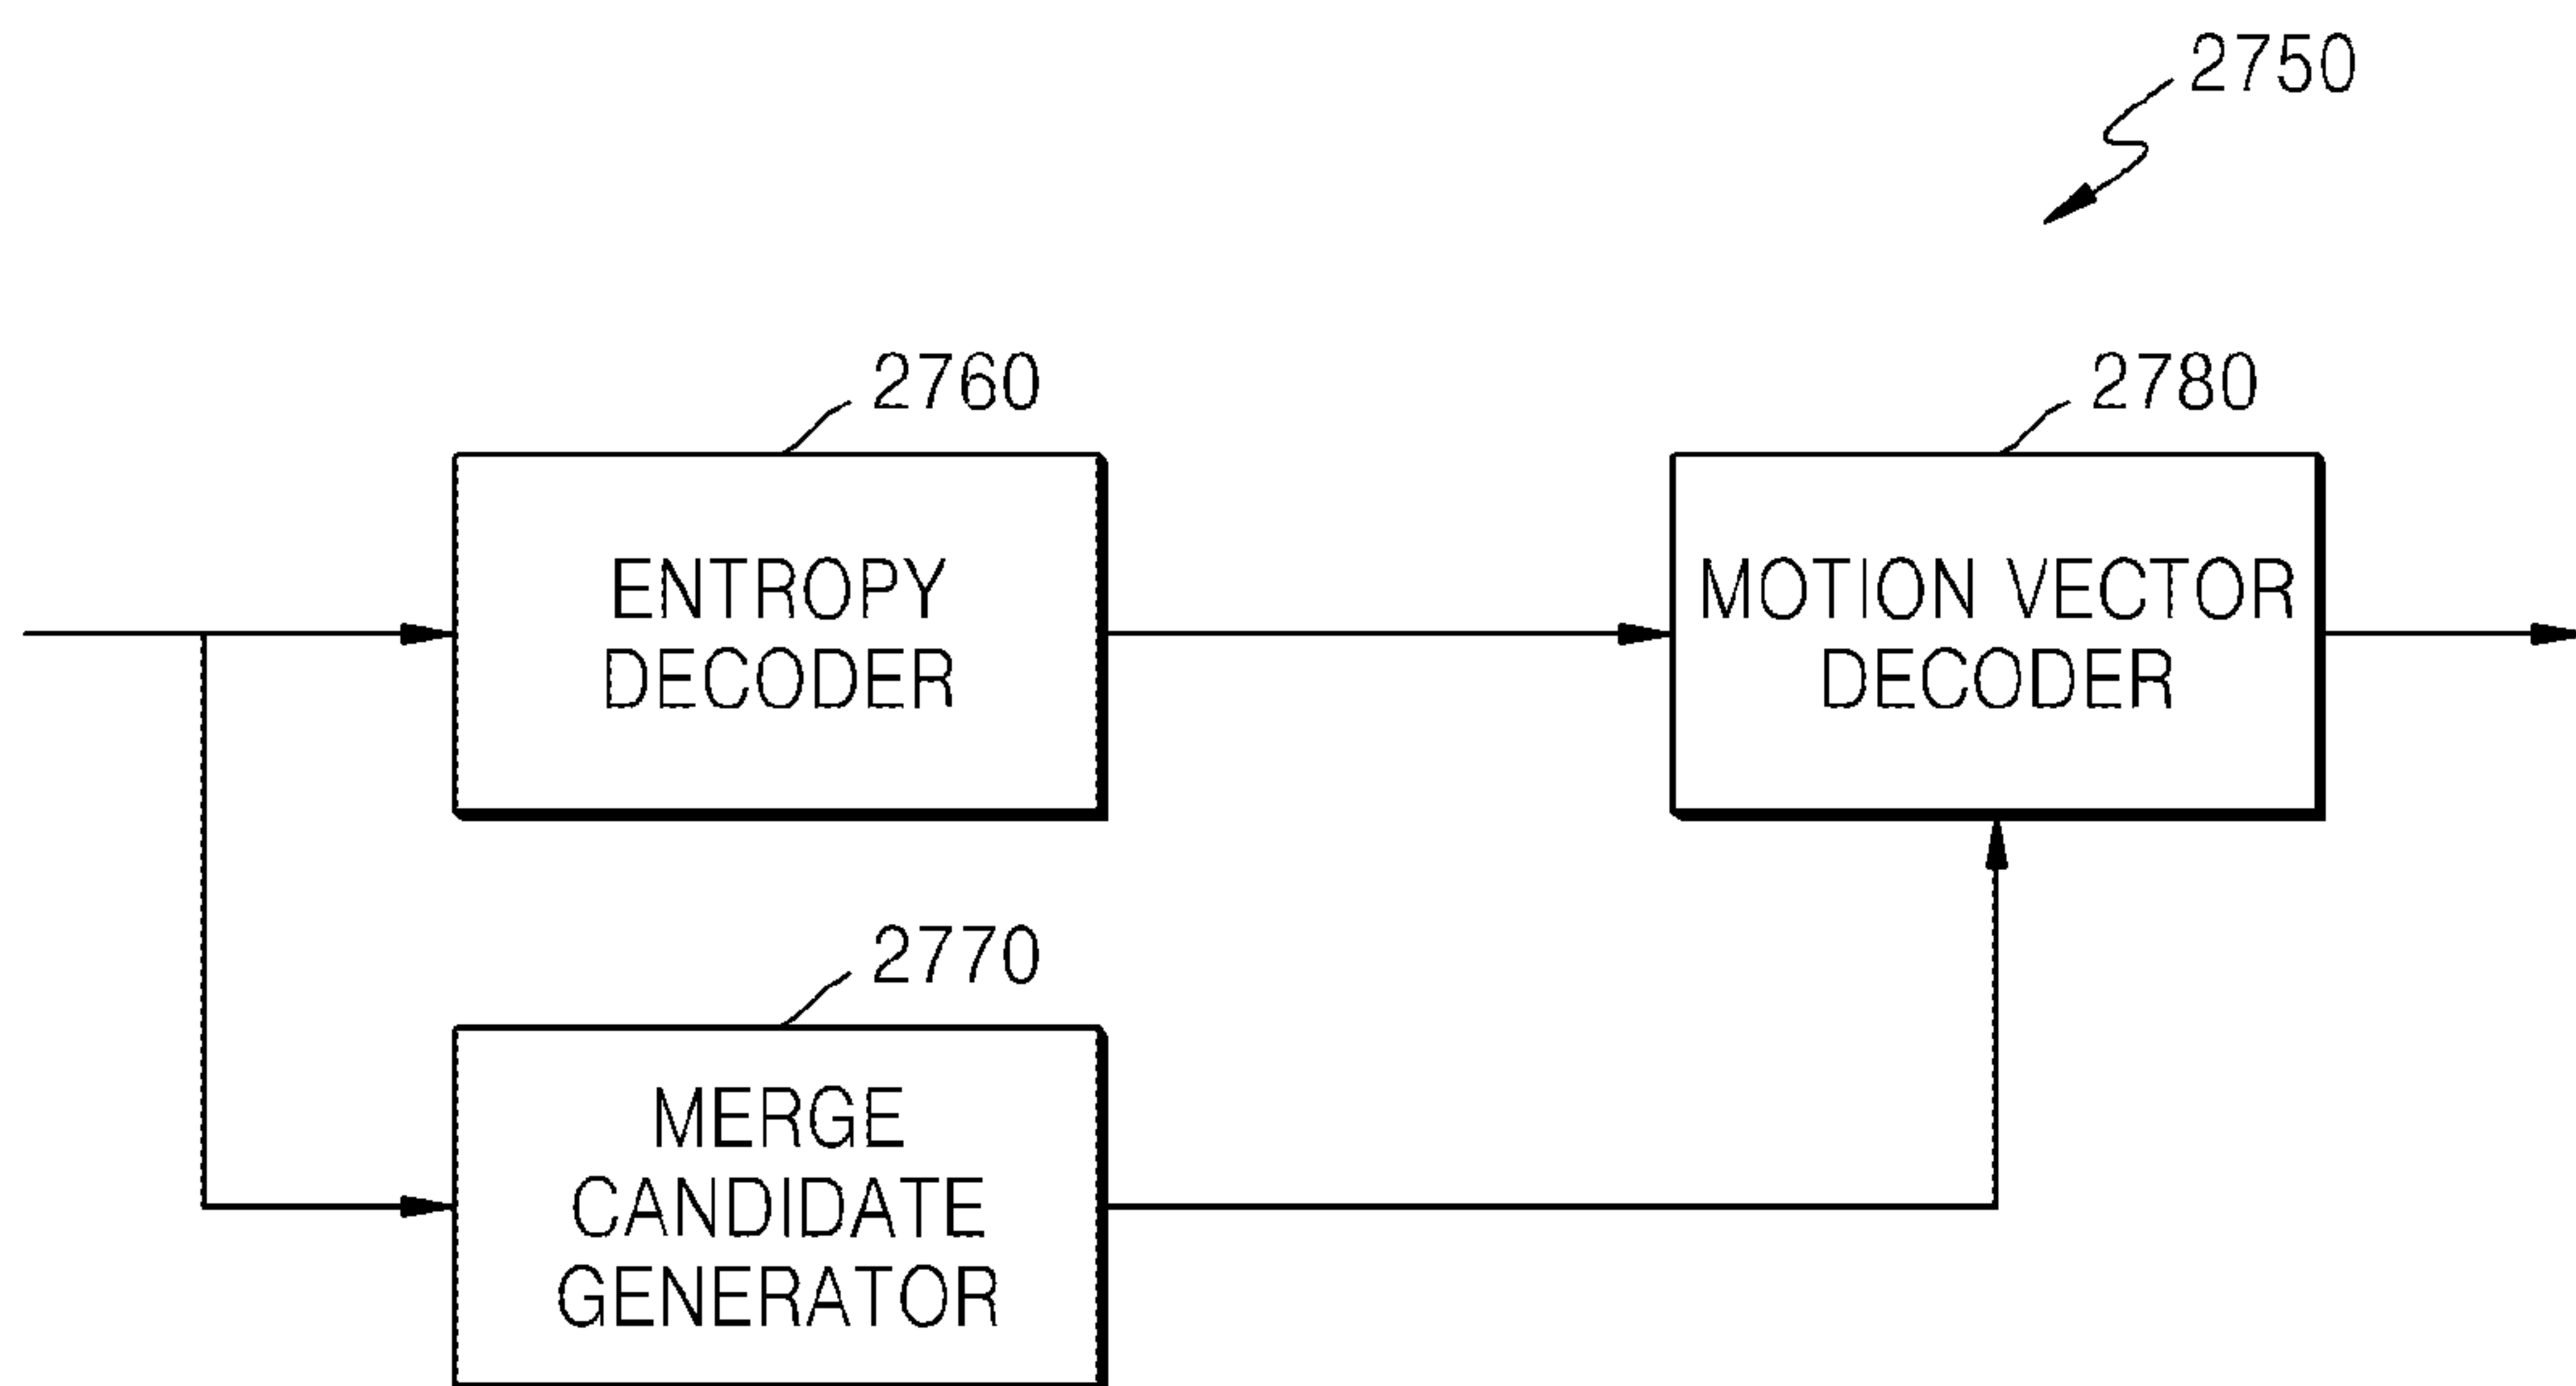 2750
2760
2780
ENTROPY
DECODER
MOTION VECTOR
DECODER
2770
MERGE
CANDIDATE
GENERATOR